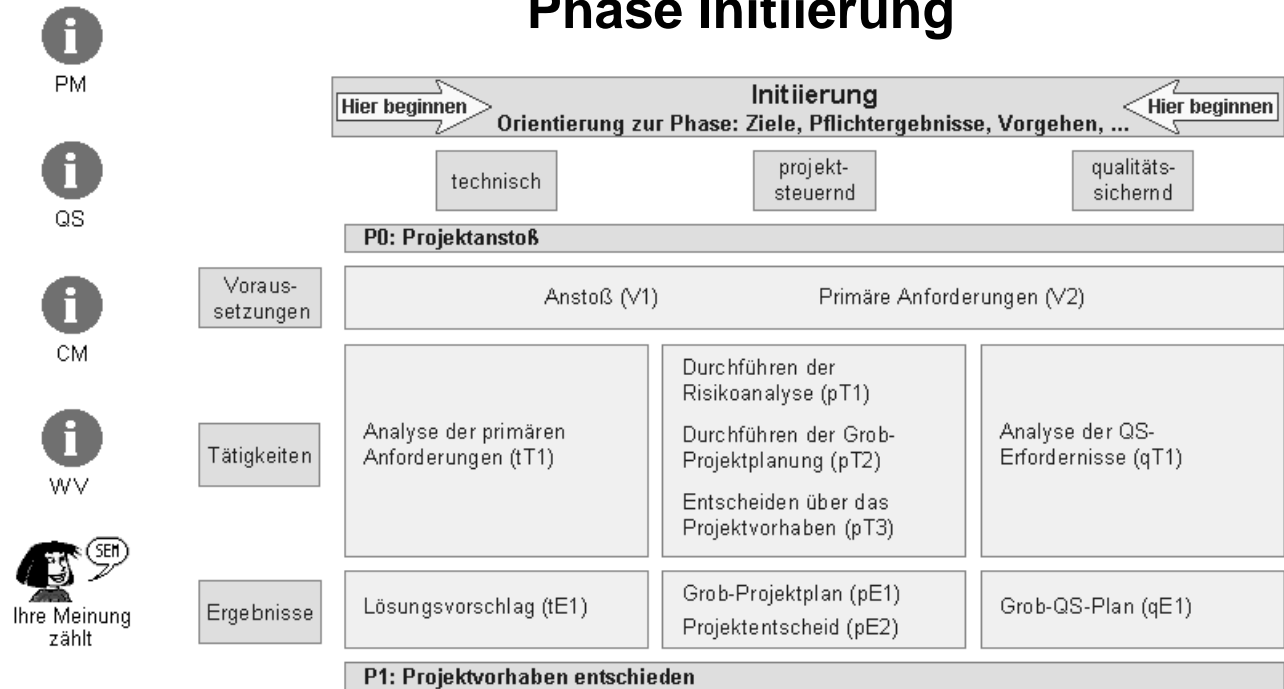 Phase Initiierung
PM
QS
CM
WV
SEM
Ihre Meinung
zählt
Hier beginnen
Initiierung
Orientierung zur Phase: Ziele, Pflichtergebnisse, Vorgehen, ...
Hier beginnen
technisch
projekt-
steuernd
qualitäts-
sichernd
P0: Projektanstoß
Voraus-
setzungen
Anstoß (V1)
Primäre Anforderungen (V2)
Tätigkeiten
Analyse der primären
Anforderungen (tT1)
Durchführen der
Risikoanalyse (pT1)
Durchführen der Grob-
Projektplanung (pT2)
Entscheiden über das
Projektvorhaben (pT3)
Analyse der QS-
Erfordernisse (qT1)
Ergebnisse
Lösungsvorschlag (tE1)
Grob-Projektplan (pE1)
Projektentscheid (pE2)
Grob-QS-Plan (qE1)
P1: Projektvorhaben entschieden